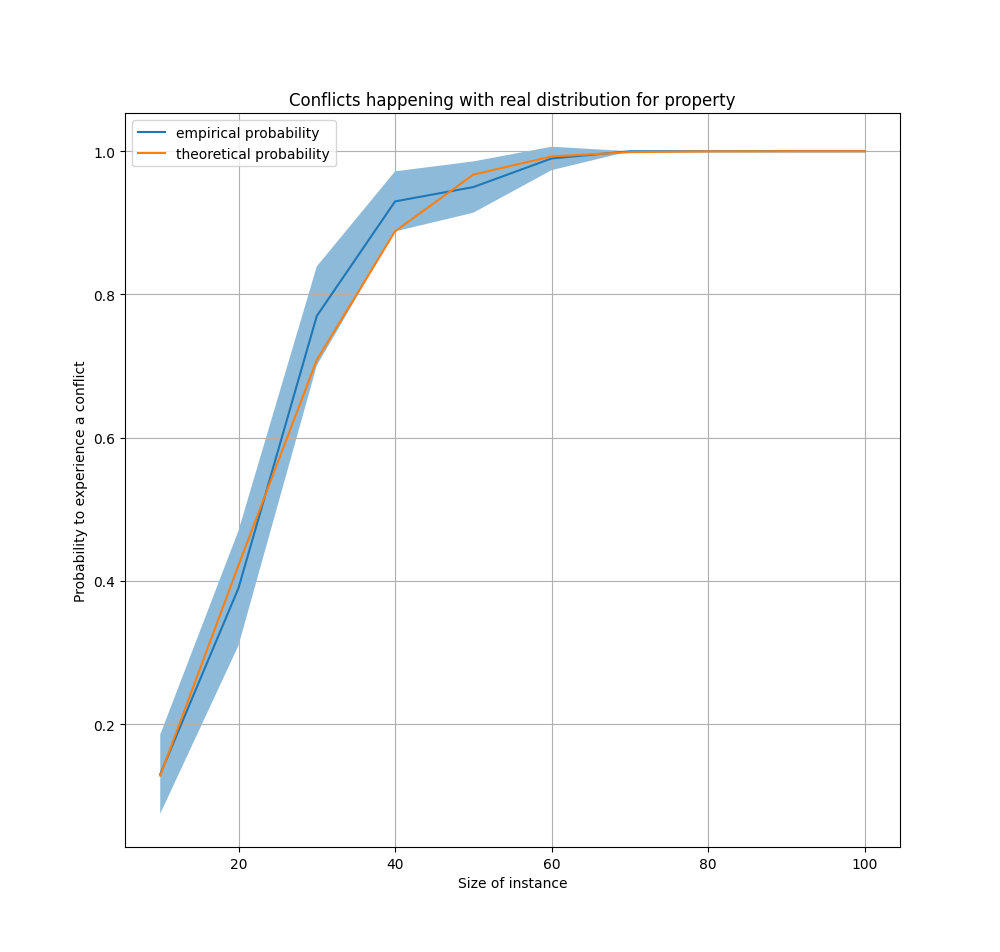 Conflicts happening with real distribution for property
empirical probability
theoretical probability
1.0
0.8
0.6
0.4
0.2
Probability to experience a conflict
20 40 60 80 100
Size of instance